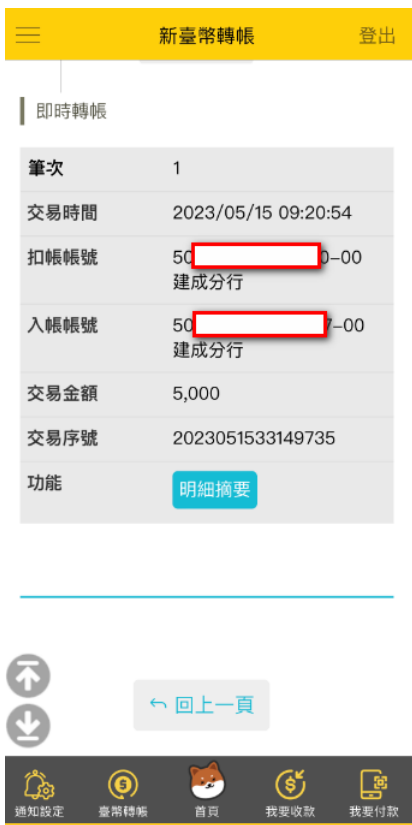 新臺幣轉帳
登出
即時轉帳
筆次 1
交易時間 2023/05/15 09:20:54
扣帳帳號 50 0-00
建成分行
入帳帳號 50 7-00
建成分行
交易金額 5,000
交易序號 2023051533149735
功能 明細摘要
回上一頁
通知設定 臺幣轉帳 首頁 我要收款 我要付款